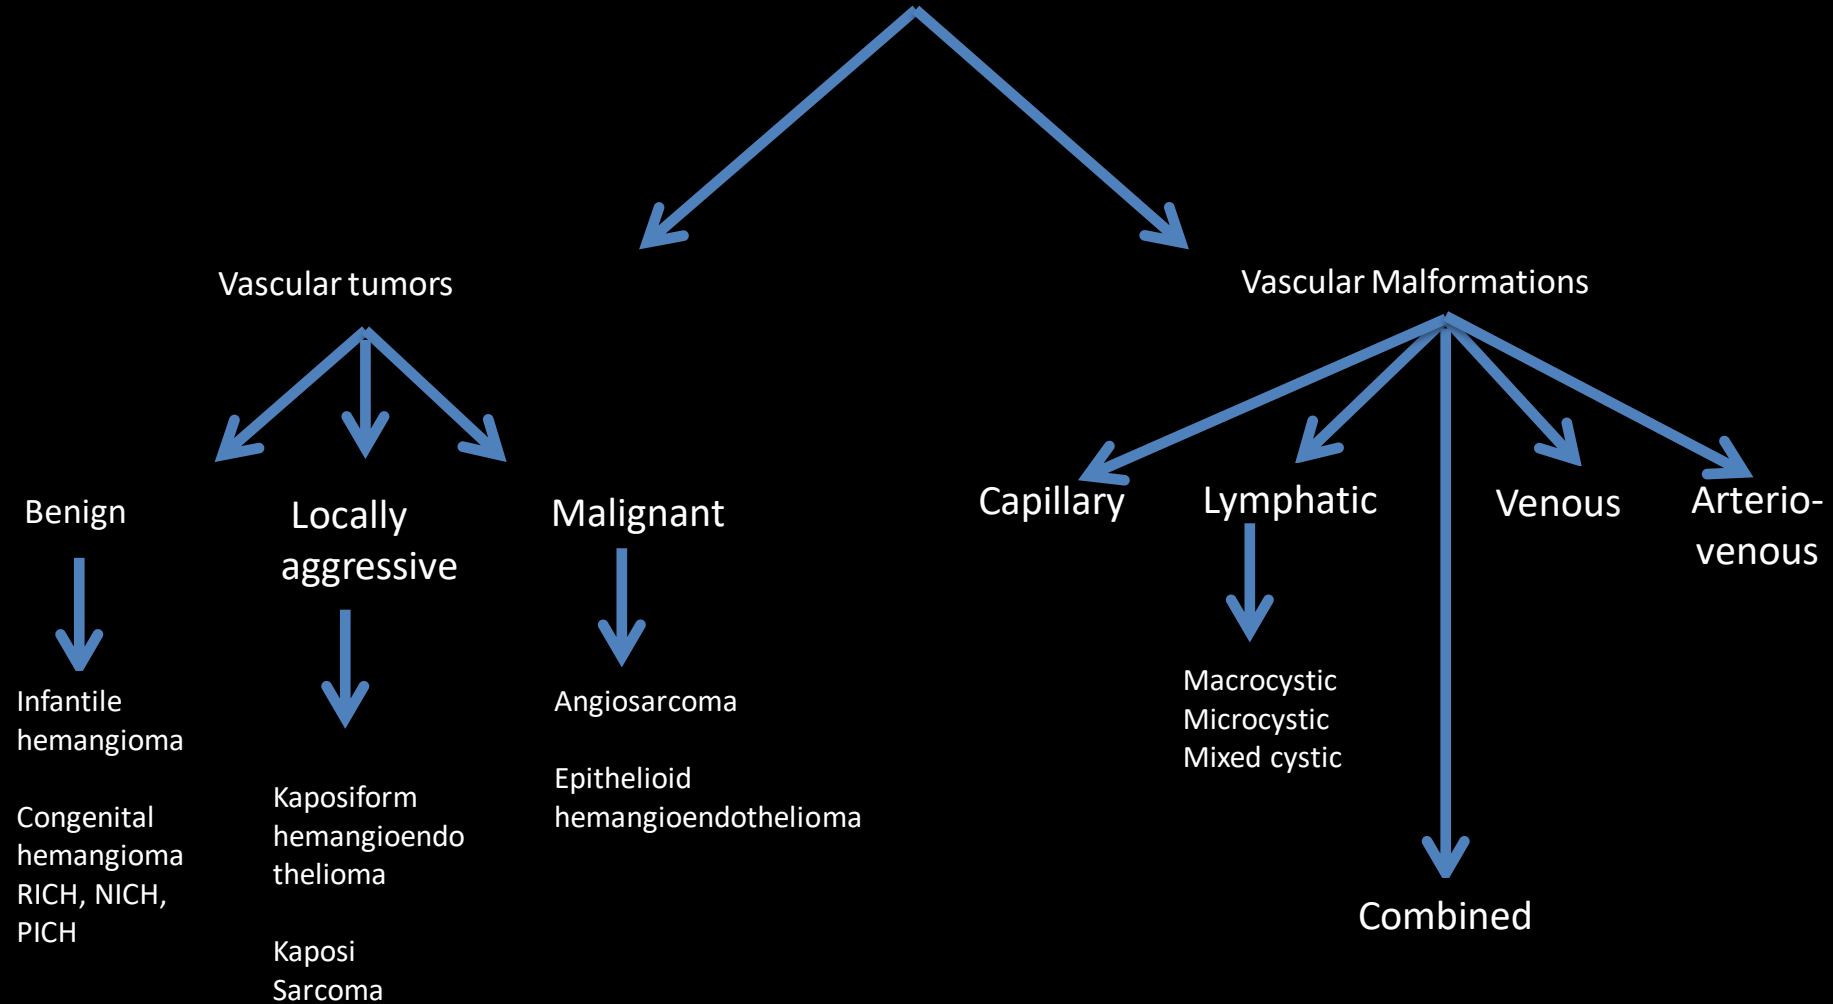 Vascular tumors
Vascular Malformations
Benign
Locally
aggressive
Malignant
Capillary
Lymphatic
Venous
Arterio-
venous
Infantile
hemangioma
Congenital
hemangioma
RICH, NICH,
PICH
Kaposiform
hemangioendo
thelioma
Kaposi
Sarcoma
Angiosarcoma
Epithelioid
hemangioendothelioma
Macrocystic
Microcystic
Mixed cystic
Combined